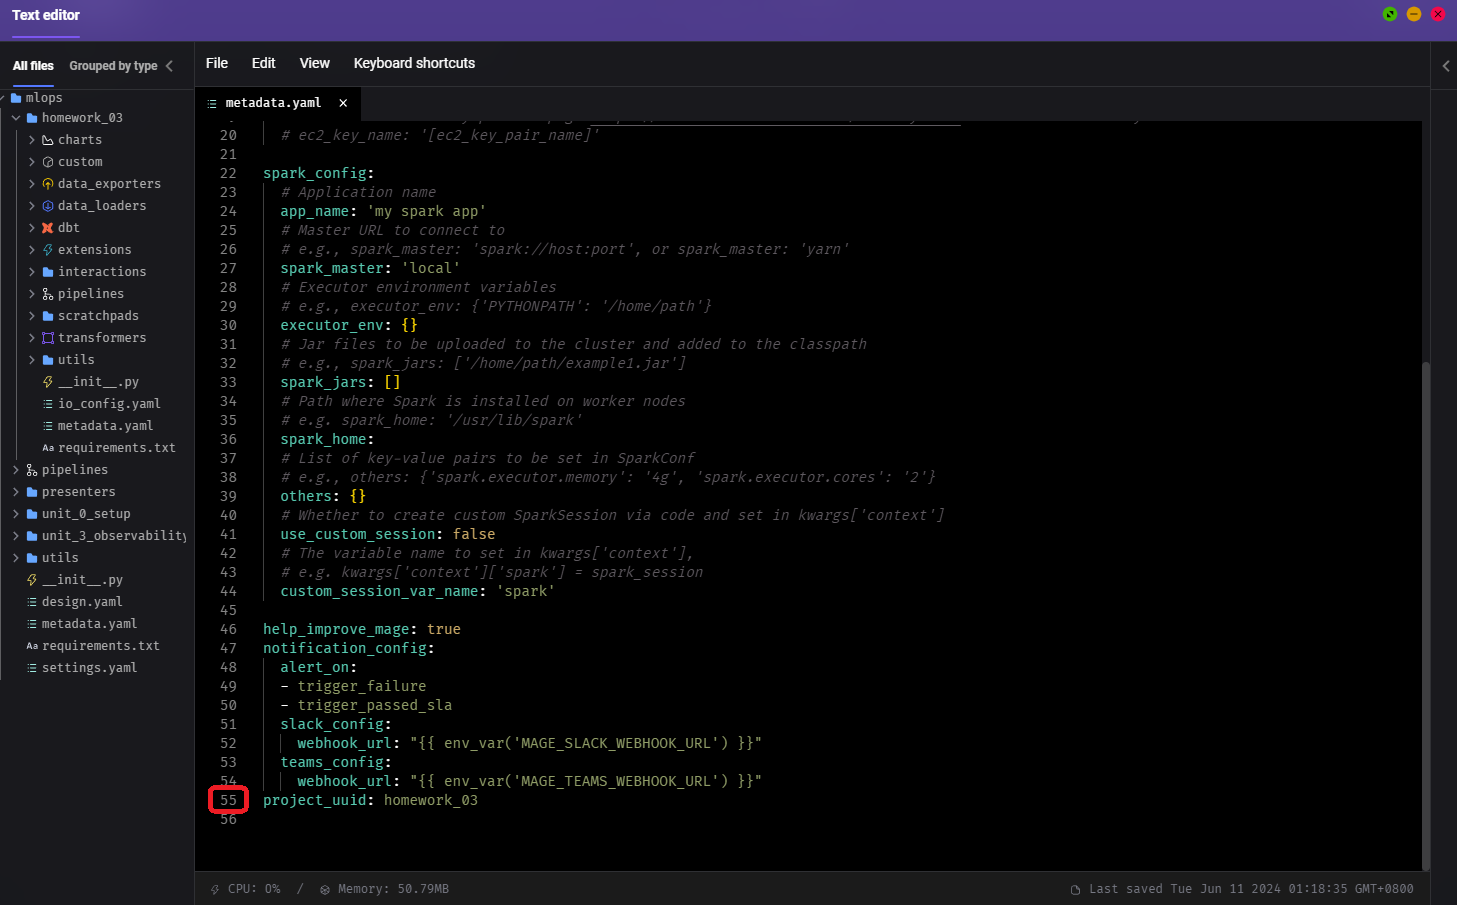 Text editor
All files Grouped by type
File Edit View Keyboard shortcuts
metadata.yaml ×
mlops
homework_03
charts
custom
data_exporters
data_loaders
dbt
extensions
interactions
pipelines
scratchpads
transformers
utils
__init__.py
io_config.yaml
metadata.yaml
Aa requirements.txt
pipelines
presenters
unit_0_setup
unit_3_observability
utils
__init__.py
design.yaml
metadata.yaml
Aa requirements.txt
settings.yaml
20 # ec2_key_name: '[ec2_key_pair_name]'
21
22 spark_config:
23 # Application name
24 app_name: 'my spark app'
25 # Master URL to connect to
26 # e.g., spark_master: 'spark://host:port', or spark_master: 'yarn'
27 spark_master: 'local'
28 # Executor environment variables
29 # e.g., executor_env: {'PYTHONPATH': '/home/path'}
30 executor_env: {}
31 # Jar files to be uploaded to the cluster and added to the classpath
32 # e.g., spark_jars: ['/home/path/example1.jar']
33 spark_jars: []
34 # Path where Spark is installed on worker nodes
35 # e.g. spark_home: '/usr/lib/spark'
36 spark_home:
37 # List of key-value pairs to be set in SparkConf
38 # e.g., others: {'spark.executor.memory': '4g', 'spark.executor.cores': '2'}
39 others: {}
40 # Whether to create custom SparkSession via code and set in kwargs['context']
41 use_custom_session: false
42 # The variable name to set in kwargs['context'],
43 # e.g. kwargs['context']['spark'] = spark_session
44 custom_session_var_name: 'spark'
45
46 help_improve_mage: true
47 notification_config:
48 alert_on:
49 - trigger_failure
50 - trigger_passed_sla
51 slack_config:
52 webhook_url: "{{ env_var('MAGE_SLACK_WEBHOOK_URL') }}"
53 teams_config:
54 webhook_url: "{{ env_var('MAGE_TEAMS_WEBHOOK_URL') }}"
55 project_uuid: homework_03
56
CPU: 0% / Memory: 50.79MB
Last saved Tue Jun 11 2024 01:18:35 GMT+0800